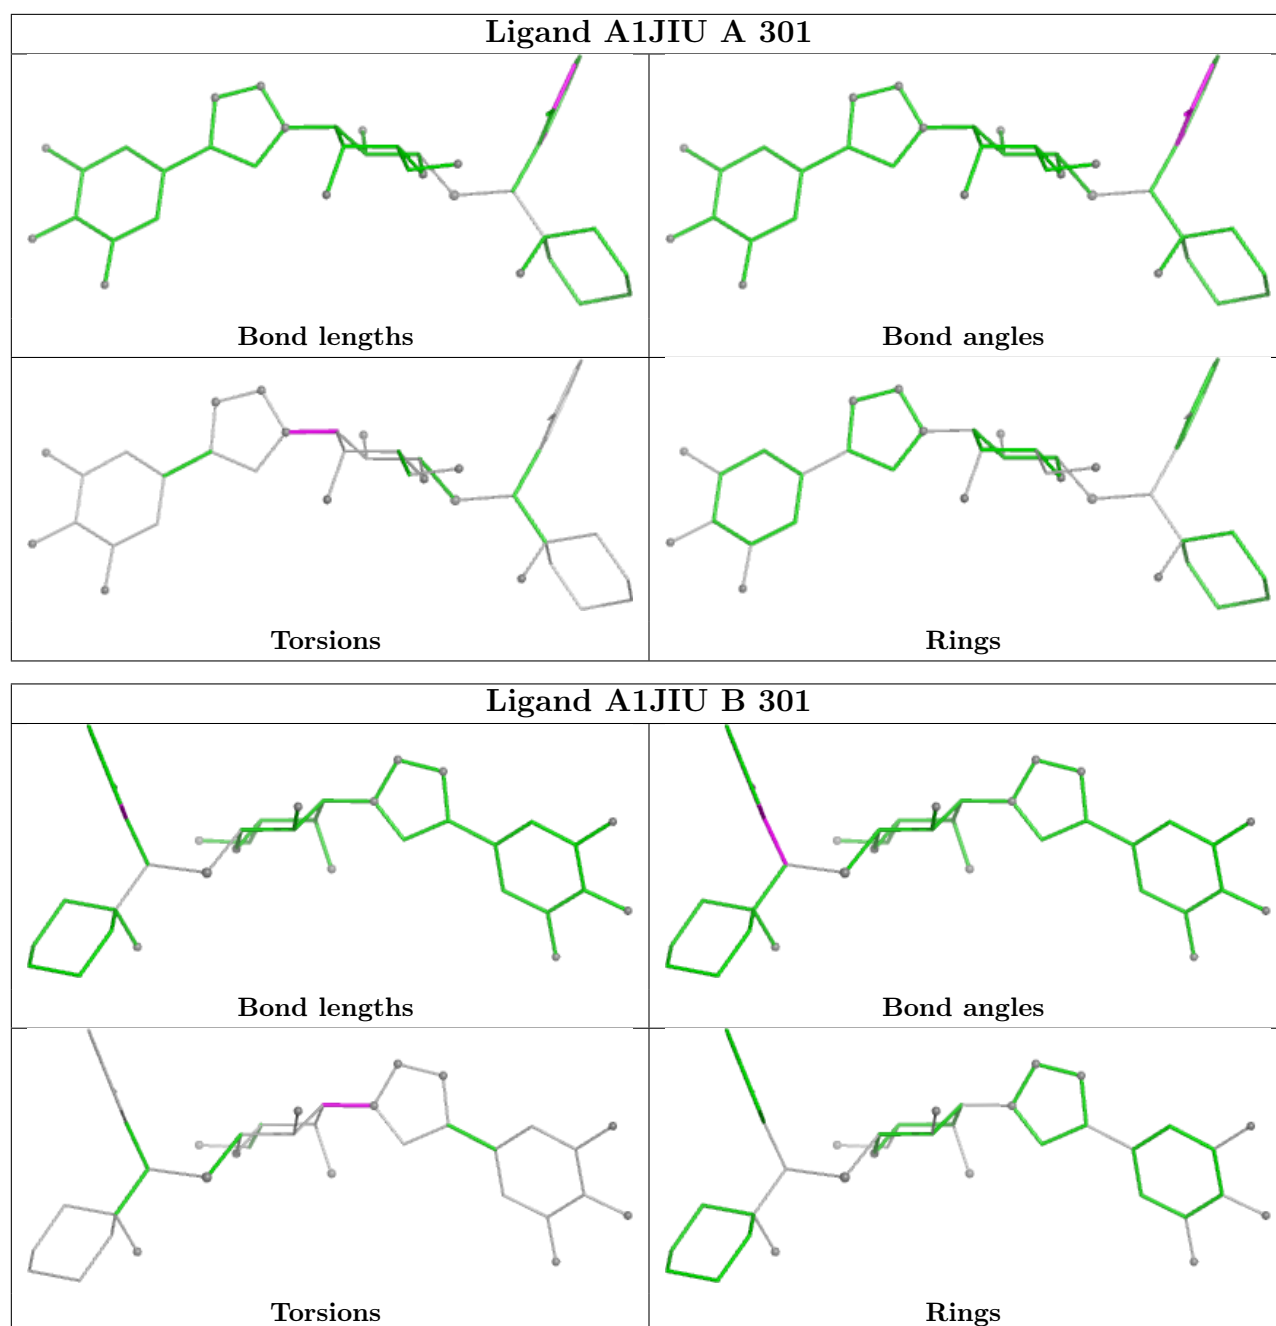 Ligand A1JIU A 301
Bond lengths
Bond angles
Torsions
Rings
Ligand A1JIU B 301
Bond lengths
Bond angles
Torsions
Rings